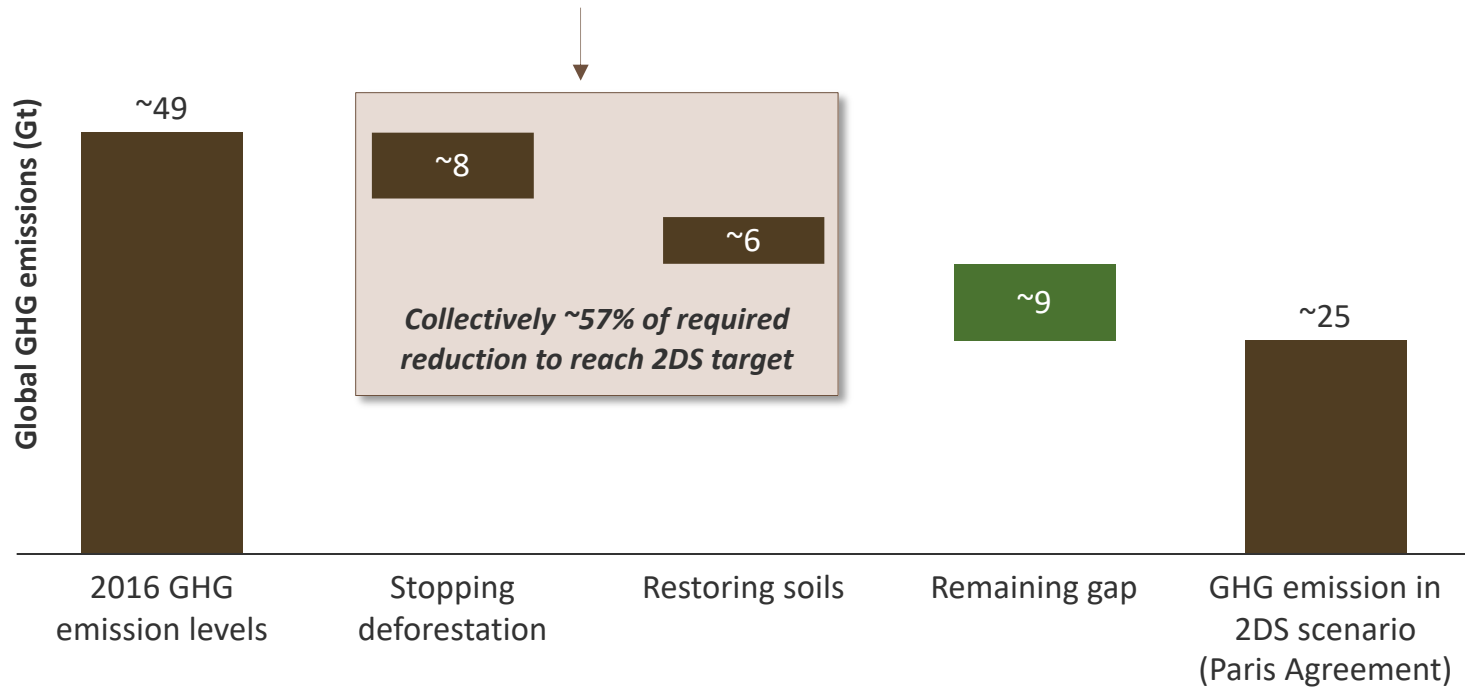 Global GHG emissions (Gt)
~49
~8
~6
Collectively ~57% of required
reduction to reach 2DS target
~9
~25
2016 GHG
emission levels
Stopping
deforestation
Restoring soils
Remaining gap
GHG emission in
2DS scenario
(Paris Agreement)